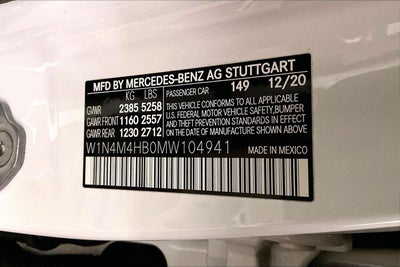 MFD BY MERCEDES-BENZ AG STUTTGART
KG LBS PASSENGER CAR 149 12/20
GVWR 2385 5258 THIS VEHICLE CONFORMS TO ALL APPLICABLE
GAWR FRONT 1160 2557 U.S. FEDERAL MOTOR VEHICLE SAFETY, BUMPER
GAWR REAR 1230 2712 AND THEFT PREVENTION STANDARDS IN EFFECT
ON THE DATE OF MANUFACTURE SHOWN ABOVE
W1N4M4HB0MW104941 MADE IN MEXICO